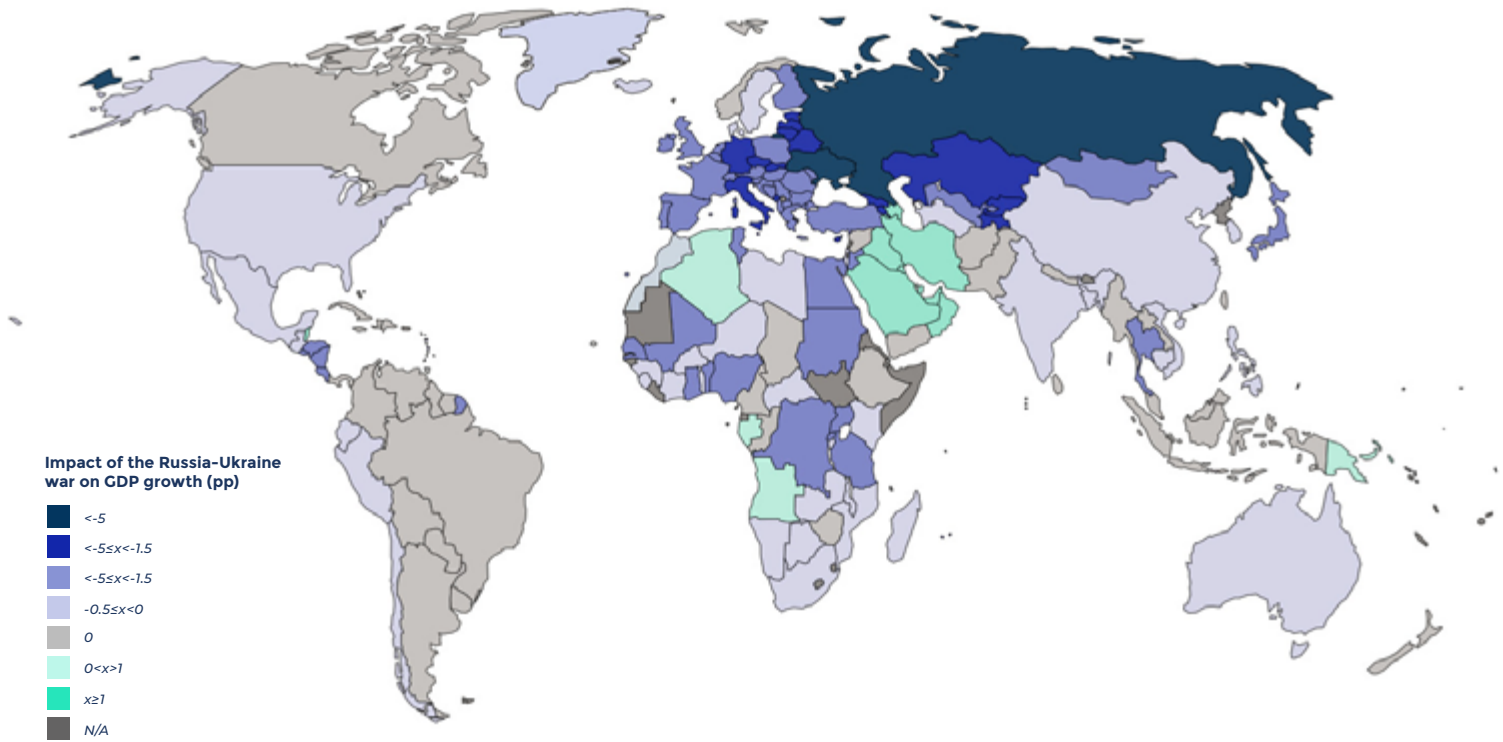 Impact of the Russia-Ukraine
war on GDP growth (pp)
<-5
<-5≤x<-1.5
<-5≤x<-1.5
-0.5≤x<0
0
0<x>1
x≥1
N/A